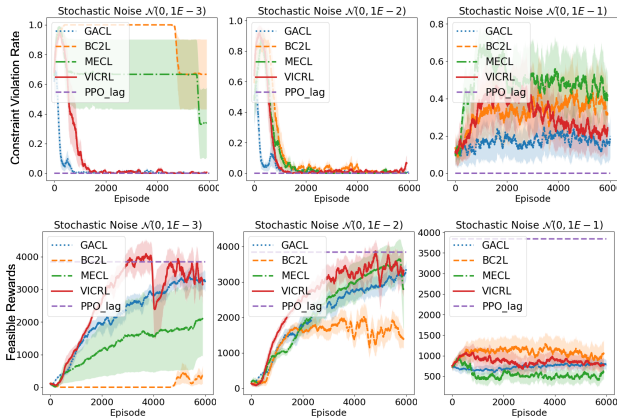 Stochastic Noise 𝒩(0, 1E − 3)
Constraint Violation Rate
1.0
0.8
0.6
0.4
0.2
0.0
GACL
BC2L
MECL
VICRL
PPO_lag
0 2000 4000 6000
Episode
Stochastic Noise 𝒩(0, 1E − 2)
1.0
0.8
0.6
0.4
0.2
0.0
GACL
BC2L
MECL
VICRL
PPO_lag
0 2000 4000 6000
Episode
Stochastic Noise 𝒩(0, 1E − 1)
0.8
0.6
0.4
0.2
0.0
GACL
BC2L
MECL
VICRL
PPO_lag
0 2000 4000 6000
Episode
Stochastic Noise 𝒩(0, 1E − 3)
Feasible Rewards
4000
3000
2000
1000
0
GACL
BC2L
MECL
VICRL
PPO_lag
0 2000 4000 6000
Episode
Stochastic Noise 𝒩(0, 1E − 2)
4000
3000
2000
1000
0
GACL
BC2L
MECL
VICRL
PPO_lag
0 2000 4000 6000
Episode
Stochastic Noise 𝒩(0, 1E − 1)
4000
3500
3000
2500
2000
1500
1000
500
0
GACL
BC2L
MECL
VICRL
PPO_lag
0 2000 4000 6000
Episode